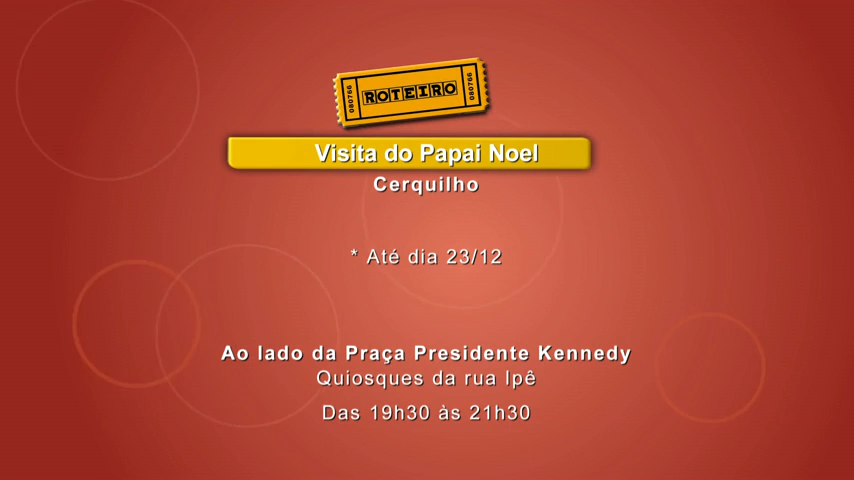 080766 ROTEIRO 080766
Visita do Papai Noel
Cerquilho
* Até dia 23/12
Ao lado da Praça Presidente Kennedy
Quiosques da rua Ipê
Das 19h30 às 21h30